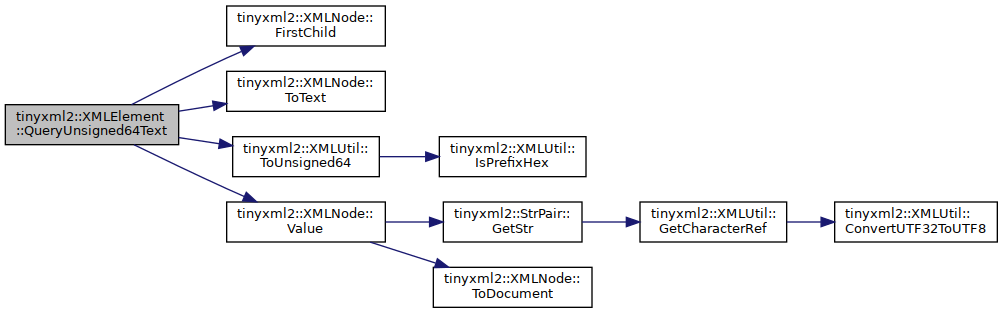 tinyxml2::XMLNode::
FirstChild
tinyxml2::XMLNode::
ToText
tinyxml2::XMLElement
::QueryUnsigned64Text
tinyxml2::XMLUtil::
ToUnsigned64
tinyxml2::XMLUtil::
IsPrefixHex
tinyxml2::XMLNode::
Value
tinyxml2::StrPair::
GetStr
tinyxml2::XMLUtil::
GetCharacterRef
tinyxml2::XMLUtil::
ConvertUTF32ToUTF8
tinyxml2::XMLNode::
ToDocument